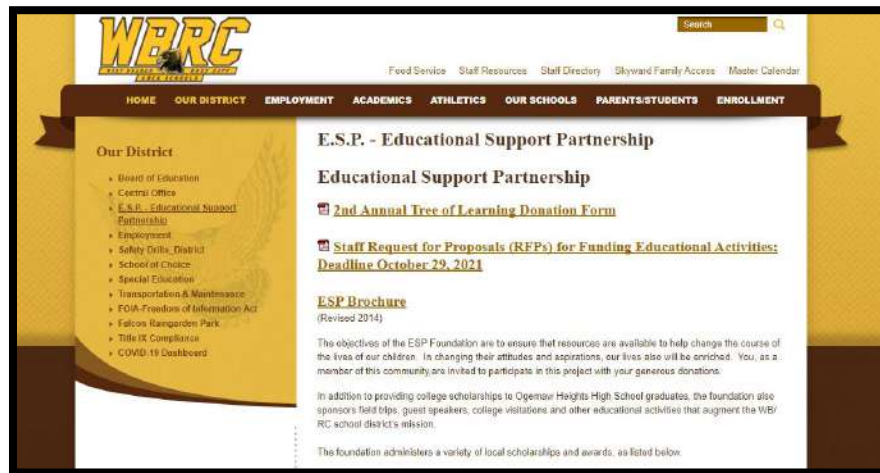 WBRC
WEST BRANCH ROSE CITY
AREA SCHOOLS
Search
Food Service Staff Resources Staff Directory Skyward Family Access Master Calendar
HOME OUR DISTRICT EMPLOYMENT ACADEMICS ATHLETICS OUR SCHOOLS PARENTS/STUDENTS ENROLLMENT
Our District
Board of Education
Central Office
E.S.P. - Educational Support
Partnership
Employment
Safety Drills_District
School of Choice
Special Education
Transportation & Maintenance
FOIA-Freedom of Information Act
Falcon Raingarden Park
Title IX Compliance
COVID-19 Dashboard
E.S.P. - Educational Support Partnership
Educational Support Partnership
2nd Annual Tree of Learning Donation Form
Staff Request for Proposals (RFPs) for Funding Educational Activities:
Deadline October 29, 2021
ESP Brochure
(Revised 2014)
The objectives of the ESP Foundation are to ensure that resources are available to help change the course of
the lives of our children. In changing their attitudes and aspirations, our lives also will be enriched. You, as a
member of this community,are invited to participate in this project with your generous donations.
In addition to providing college scholarships to Ogemaw Heights High School graduates, the foundation also
sponsors field trips, guest speakers, college visitations and other educational activities that augment the WB/
RC school district's mission.
The foundation administers a variety of local scholarships and awards, as listed below.